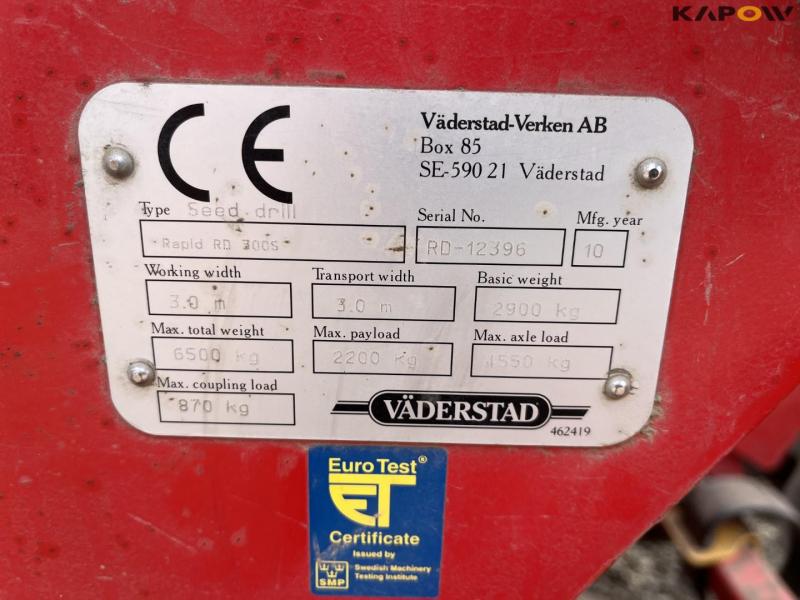 KAPOW
CE
Väderstad-Verken AB
Box 85
SE-590 21 Väderstad
Type Seed drill
Rapid RD 300S
Serial No.
RD-12396
Mfg. year
10
Working width
3.0 m
Transport width
3.0 m
Basic weight
2900 kg
Max. total weight
6500 kg
Max. payload
2200 kg
Max. axle load
4550 kg
Max. coupling load
870 kg
VÄDERSTAD
462419
Euro Test®
ET
Certificate
Issued by
SMP
Swedish Machinery
Testing Institute